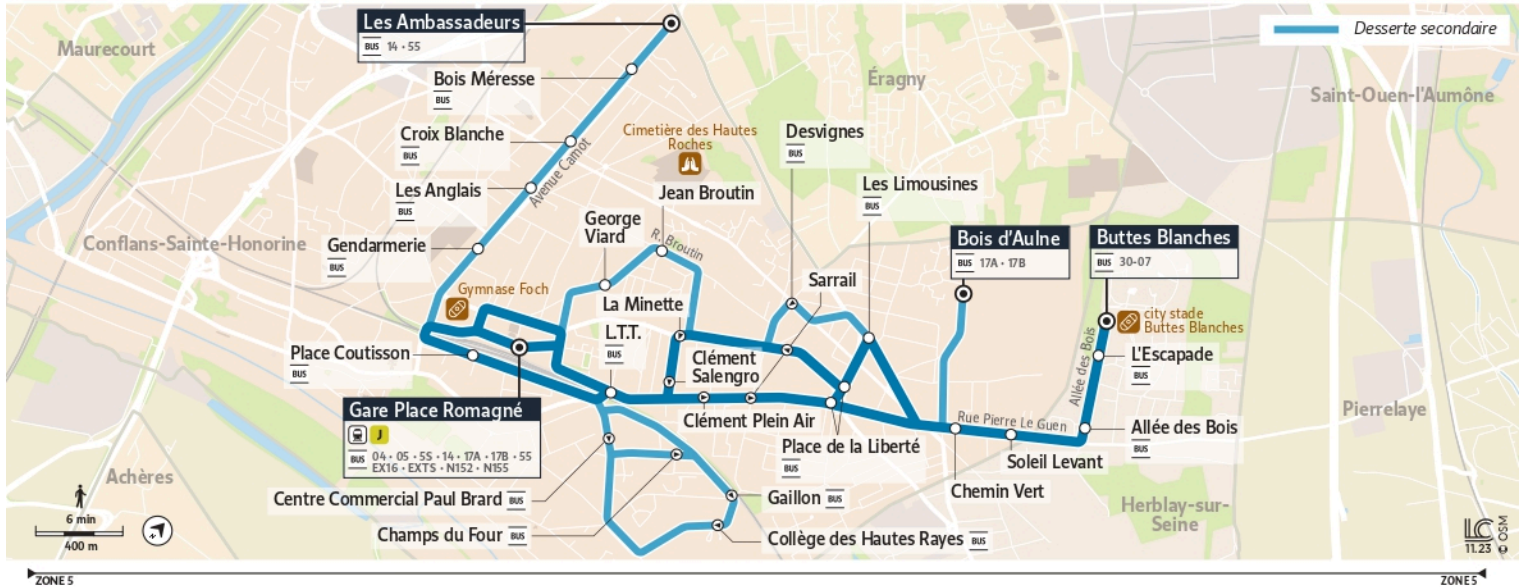 Les Ambassadeurs
BUS 14 · 55
Desserte secondaire
Maurecourt
Bois Méresse
BUS
Éragny
Saint-Ouen-l'Aumône
Croix Blanche
BUS
Cimetière des Hautes
Roches
Desvignes
BUS
Avenue Carnot
Les Anglais
BUS
Jean Broutin
Les Limousines
BUS
George
Viard
R. Broutin
Conflans-Sainte-Honorine
Gendarmerie
BUS
Bois d'Aulne
BUS 17A · 17B
Buttes Blanches
BUS 30-07
Gymnase Foch
Sarrail
La Minette
city stade
Buttes Blanches
L.T.T.
BUS
Place Coutisson
BUS
Clément
Salengro
Allée des Bois
L'Escapade
BUS
Gare Place Romagné
J
BUS 04 · 05 · 5S · 14 · 17A · 17B · 55
EX16 · EXTS · N152 · N155
Clément Plein Air
Rue Pierre Le Guen
Pierrelaye
Place de la Liberté
BUS
Allée des Bois
BUS
Soleil Levant
Achères
Chemin Vert
Centre Commercial Paul Brard BUS
Gaillon BUS
Herblay-sur-
Seine
Champs du Four BUS
Collège des Hautes Rayes BUS
6 min
400 m
LC
11.23
© OSM
ZONE 5
ZONE 5